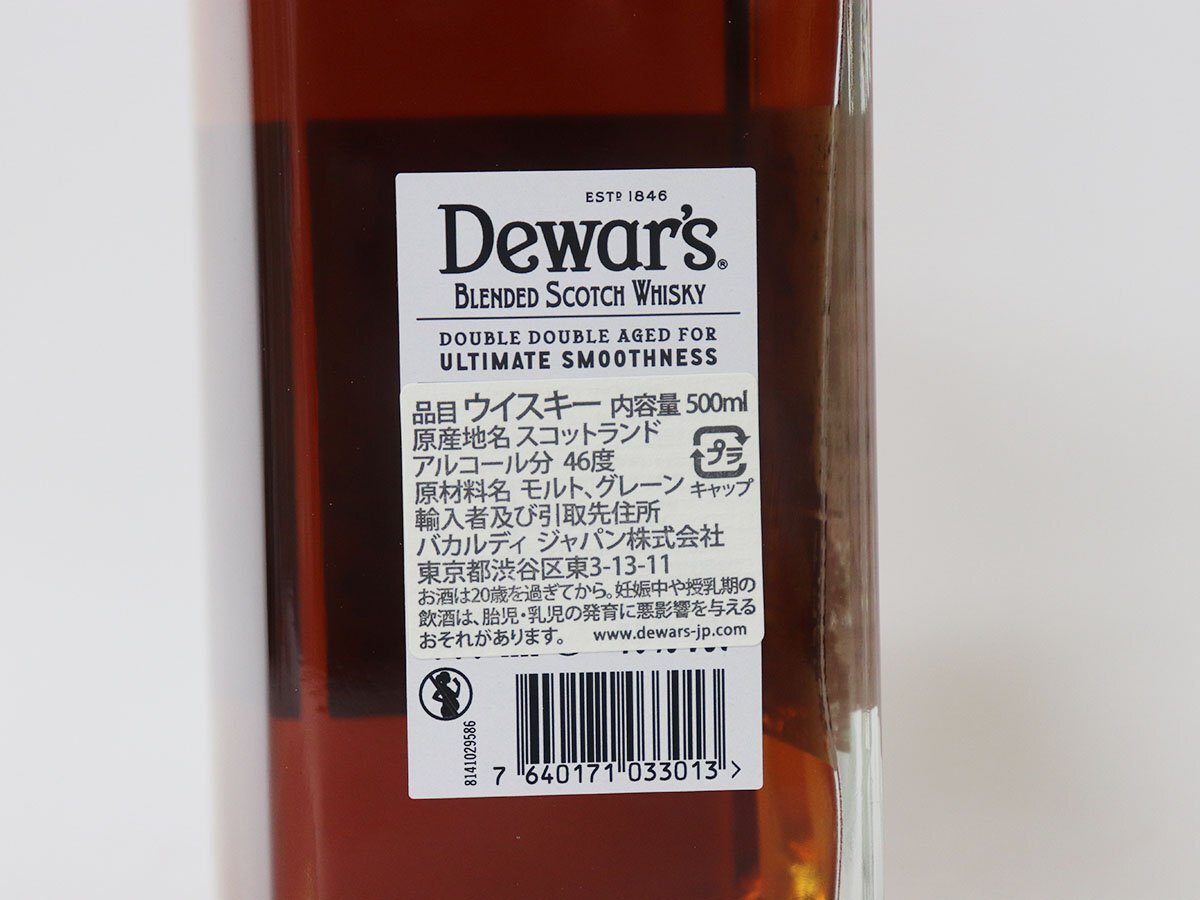 ESTD 1846
Dewar's®
BLENDED SCOTCH WHISKY
DOUBLE DOUBLE AGED FOR
ULTIMATE SMOOTHNESS
品目 ウイスキー 内容量 500ml
原産地名 スコットランド
アルコール分 46度
プラ
原材料名 モルト、グレーン キャップ
輸入者及び引取先住所
バカルディ ジャパン株式会社
東京都渋谷区東3-13-11
お酒は20歳を過ぎてから。妊娠中や授乳期の
飲酒は、胎児・乳児の発育に悪影響を与える
おそれがあります。 www.dewars-jp.com
8141029586
7 640171 033013 >